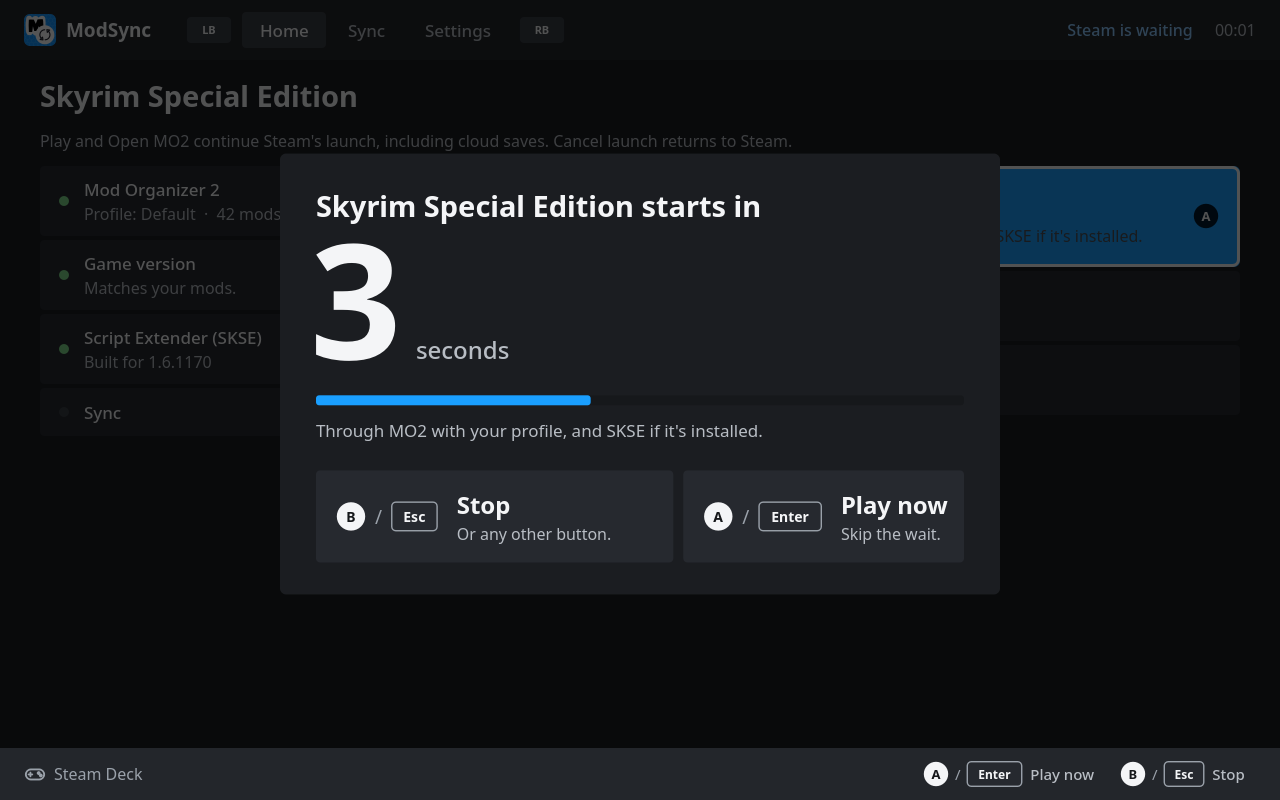 ModSync
LB
Home
Sync
Settings
RB
Steam is waiting
00:01
Skyrim Special Edition
Play and Open MO2 continue Steam's launch, including cloud saves. Cancel launch returns to Steam.
Mod Organizer 2
Profile: Default · 42 mods
Game version
Matches your mods.
Script Extender (SKSE)
Built for 1.6.1170
Sync
SKSE if it's installed.
A
Skyrim Special Edition starts in
3 seconds
Through MO2 with your profile, and SKSE if it's installed.
B / Esc Stop
Or any other button.
A / Enter Play now
Skip the wait.
Steam Deck
A / Enter Play now
B / Esc Stop